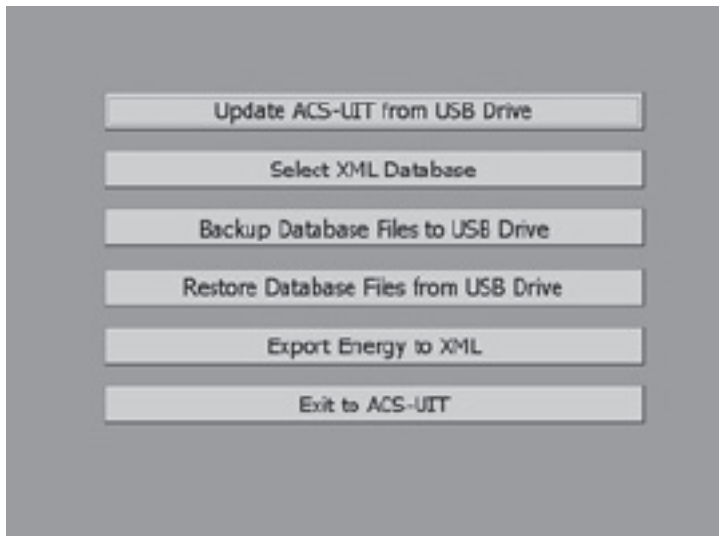 Update ACS-UIT from USB Drive
Select XML Database
Backup Database Files to USB Drive
Restore Database Files from USB Drive
Export Energy to XML
Exit to ACS-UIT